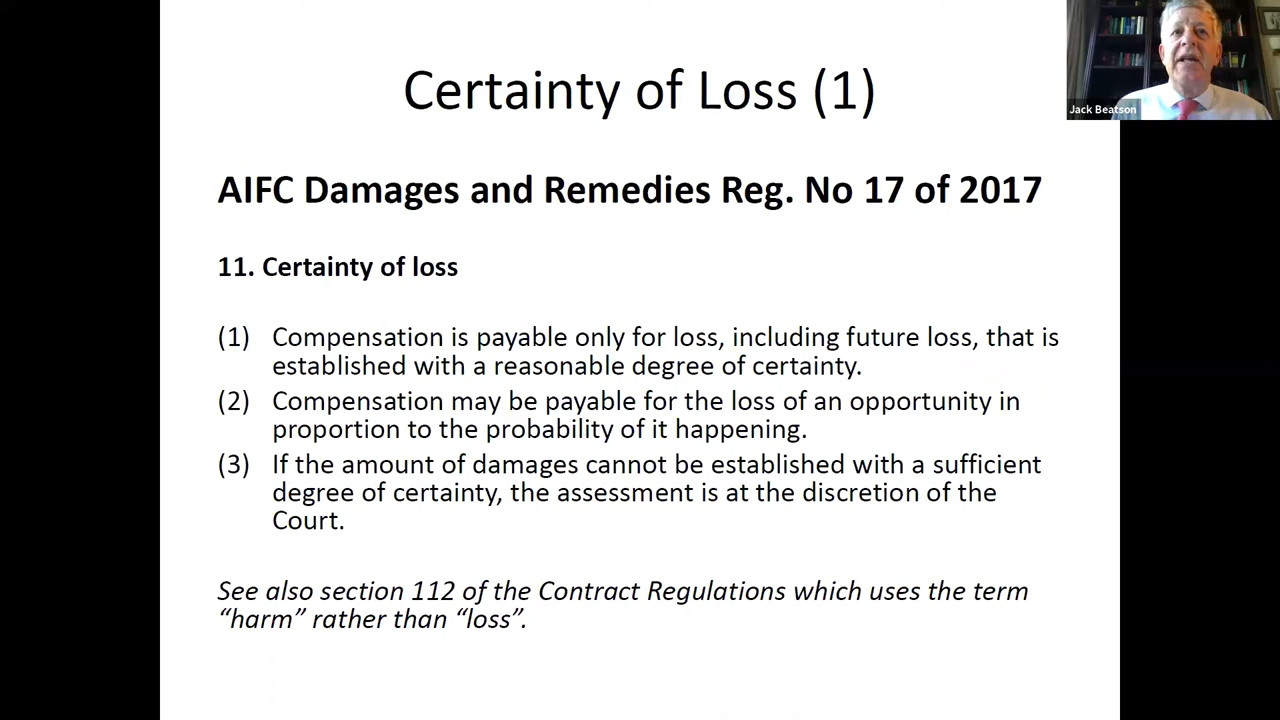 Certainty of Loss (1)
Jack Beatson
AIFC Damages and Remedies Reg. No 17 of 2017
11. Certainty of loss
(1) Compensation is payable only for loss, including future loss, that is
established with a reasonable degree of certainty.
(2) Compensation may be payable for the loss of an opportunity in
proportion to the probability of it happening.
(3) If the amount of damages cannot be established with a sufficient
degree of certainty, the assessment is at the discretion of the
Court.
See also section 112 of the Contract Regulations which uses the term
“harm” rather than “loss”.